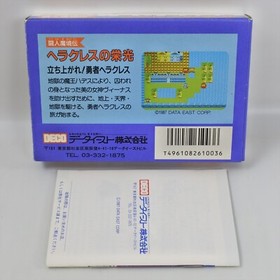 闘人魔境伝
ヘラクレスの栄光
立ち上がれ!勇者ヘラクレス
地獄の魔王ハデスにより、囚われ
の身となった美の女神ヴィーナス
を助け出すために、地上・天界・
地獄を駆ける、勇者ヘラクレスの
旅が始まる。
©1987 DATA EAST CORP.
データイースト株式会社
TEL. 03-332-1875
T4961082610036
データイースト株式会社